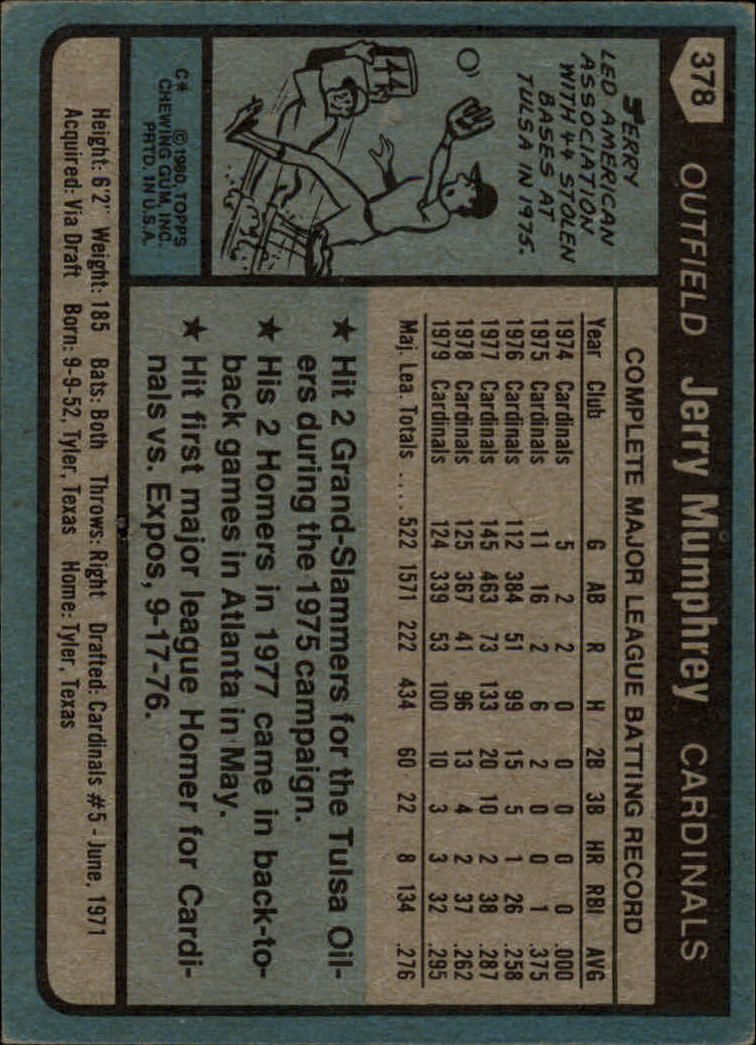 378 OUTFIELD Jerry Mumphrey CARDINALS
JERRY
LED AMERICAN
ASSOCIATION
WITH 44 STOLEN
BASES AT
TULSA IN 1975.
44
C* © 1980 TOPPS
CHEWING GUM, INC.
PRTD. IN U.S.A.
COMPLETE MAJOR LEAGUE BATTING RECORD
Year Club G AB R H 2B 3B HR RBI AVG
1974 Cardinals 5 2 2 0 0 0 0 0 .000
1975 Cardinals 11 16 2 6 2 0 0 1 .375
1976 Cardinals 112 384 51 99 15 5 1 26 .258
1977 Cardinals 145 463 73 133 20 10 2 38 .287
1978 Cardinals 125 367 41 96 13 4 2 37 .262
1979 Cardinals 124 339 53 100 10 3 3 32 .295
Maj. Lea. Totals .... 522 1571 222 434 60 22 8 134 .276
★ Hit 2 Grand-Slammers for the Tulsa Oil-
ers during the 1975 campaign.
★ His 2 Homers in 1977 came in back-to-
back games in Atlanta in May.
★ Hit first major league Homer for Cardi-
nals vs. Expos, 9-17-76.
Height: 6'2" Weight: 185 Bats: Both Throws: Right Drafted: Cardinals #5 - June, 1971
Acquired: Via Draft Born: 9-9-52, Tyler, Texas Home: Tyler, Texas